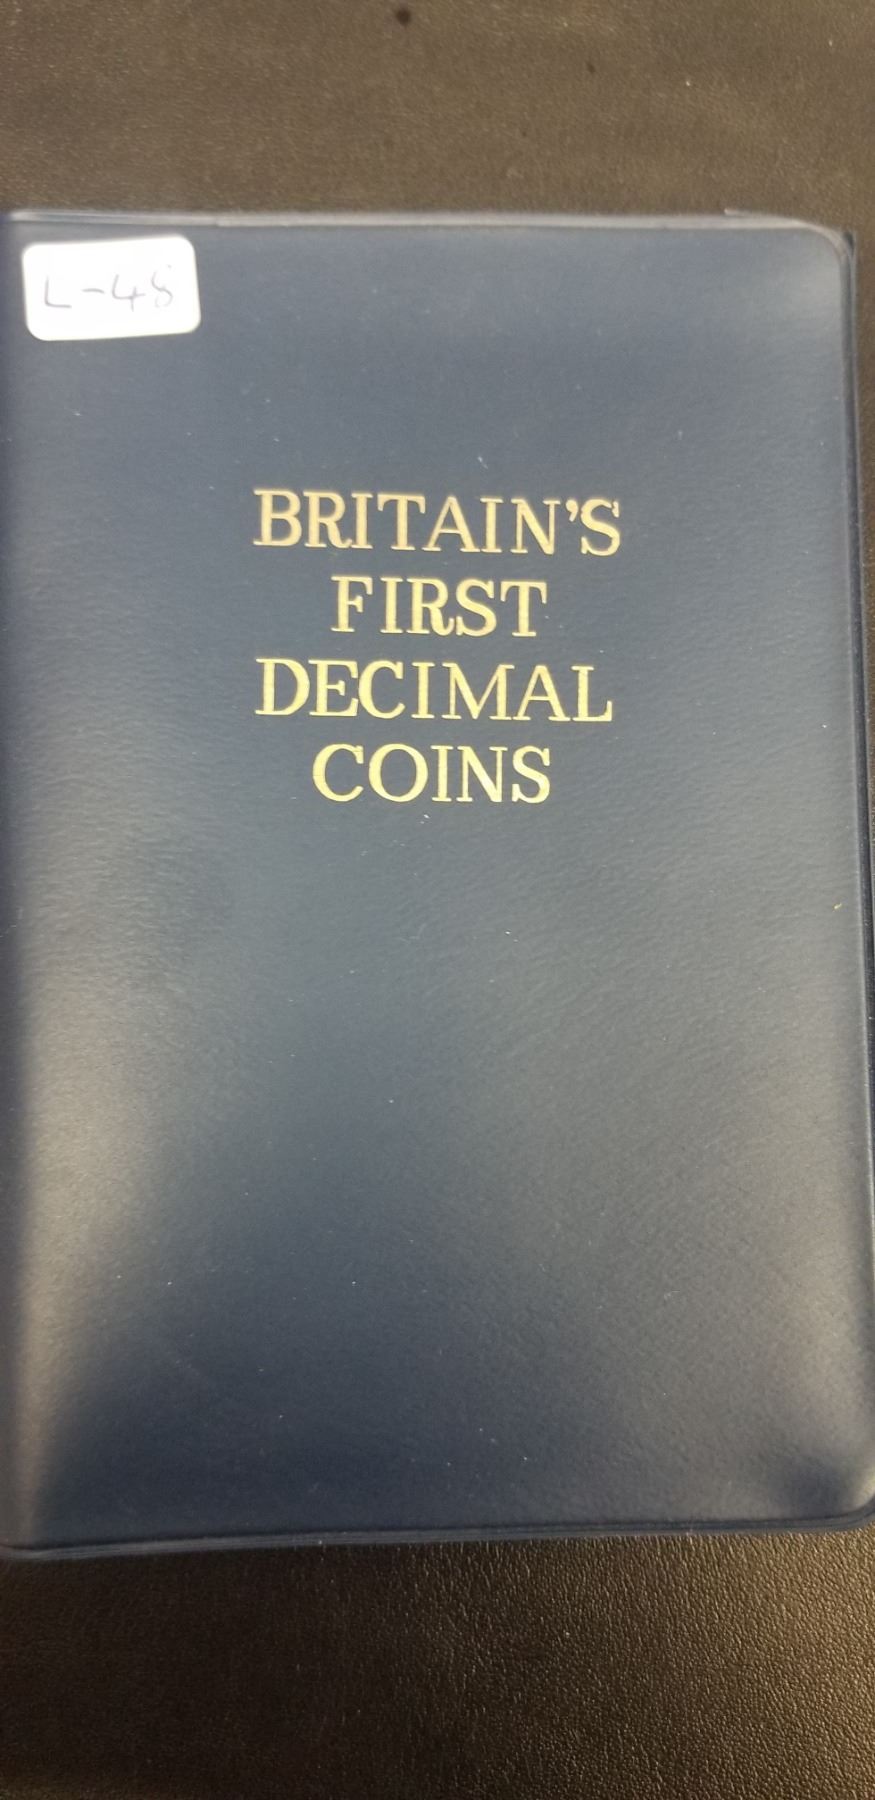 L-48
BRITAIN'S
FIRST
DECIMAL
COINS